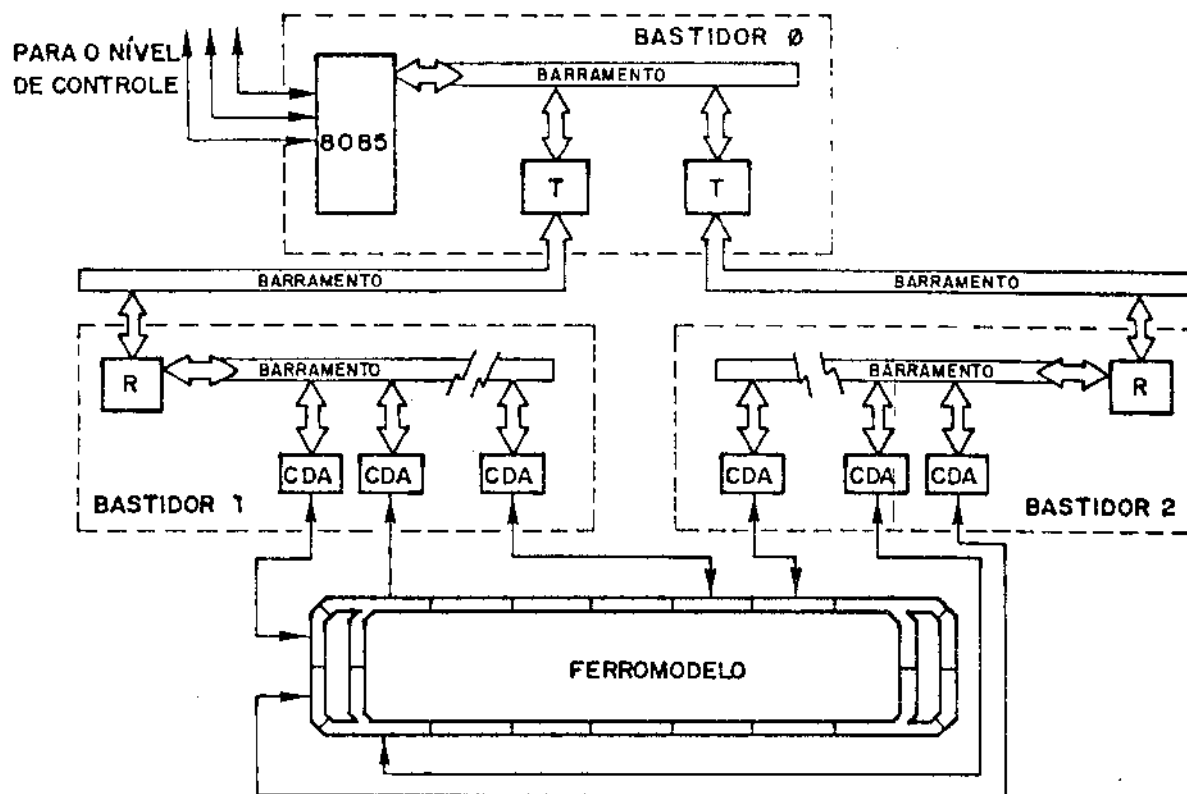 BASTIDOR Ø
PARA O NÍVEL
DE CONTROLE
BARRAMENTO
8085
T
T
BARRAMENTO
BARRAMENTO
R
BARRAMENTO
BARRAMENTO
R
CDA
CDA
CDA
CDA
CDA
CDA
BASTIDOR 1
BASTIDOR 2
FERROMODELO